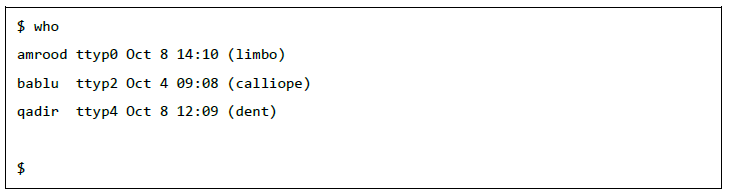 $ who
amrood ttyp0 Oct 8 14:10 (limbo)
bablu  ttyp2 Oct 4 09:08 (calliope)
qadir  ttyp4 Oct 8 12:09 (dent)
$